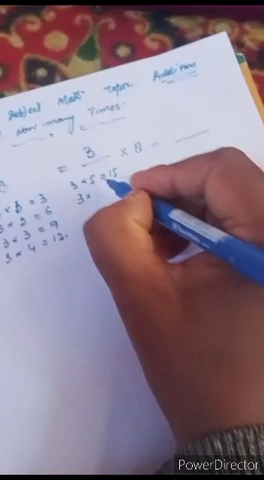 Subject Math Topic Addition
How many Times
= 3 × 8 =
3 × 5 = 15
3 ×
× 1 = 3
3 × 2 = 6
3 × 3 = 9
3 × 4 = 12.
PowerDirector